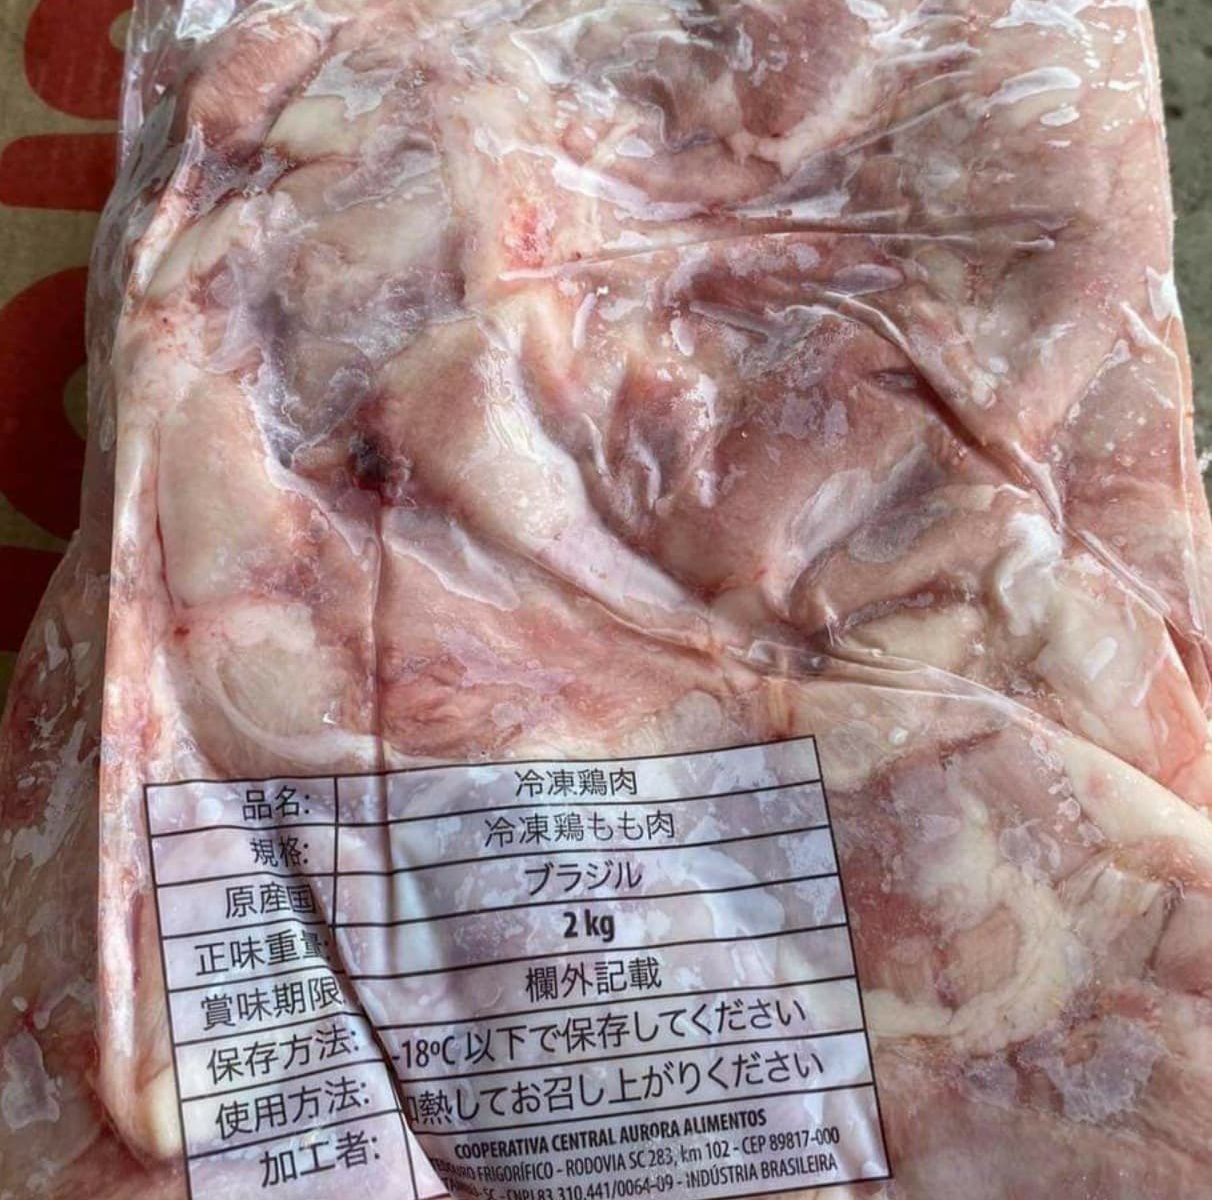 品名: 冷凍鶏肉
規格: 冷凍鶏もも肉
原産国 ブラジル
正味重量: 2 kg
賞味期限: 欄外記載
保存方法: -18ºC 以下で保存してください
使用方法: 加熱してお召し上がりください
加工者: COOPERATIVA CENTRAL AURORA ALIMENTOS
FRIGORÍFICO - RODOVIA SC 283, km 102 - CEP 89817-000
- SC - CNPJ 83.310.441/0064-09 - INDÚSTRIA BRASILEIRA